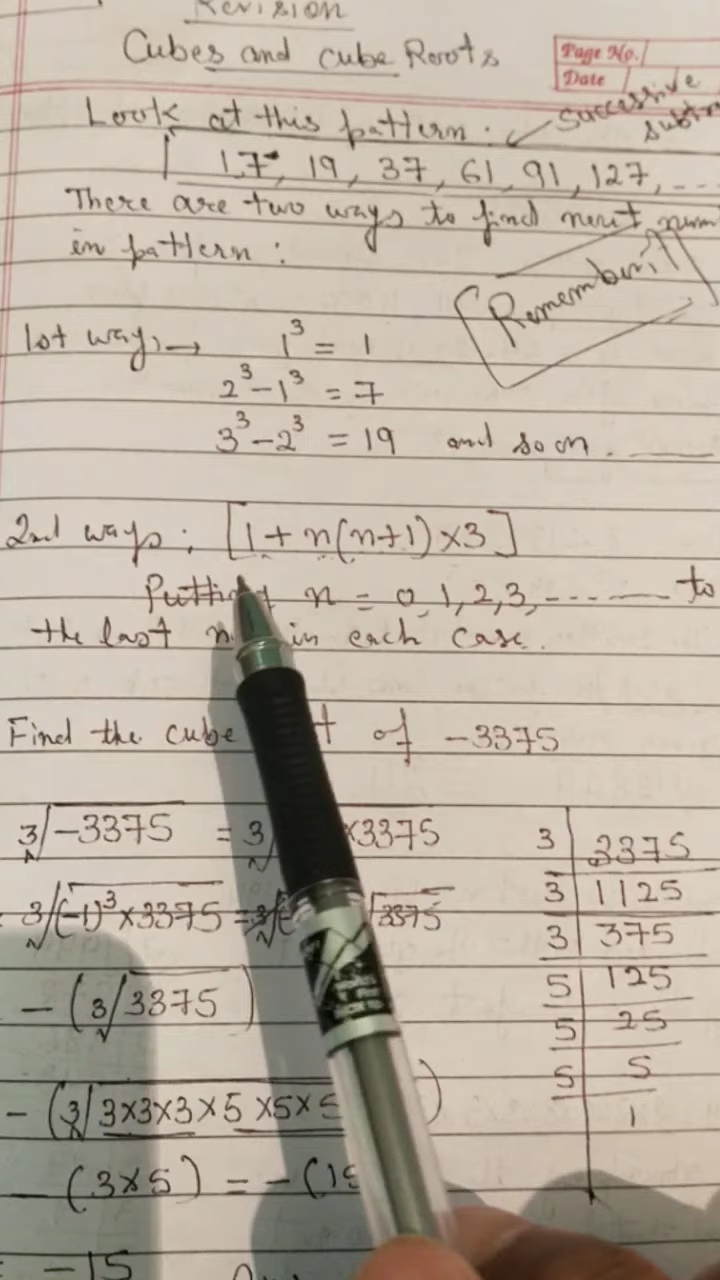 Revision
Cubes and cube Roots
Page No.
Date
Look at this pattern :
successive
1, 7, 19, 37, 61, 91, 127, ...
There are two ways to find next
in pattern :
Remember
1st way → 1³ = 1
2³ - 1³ = 7
3³ - 2³ = 19 and so on.
2nd ways : [1 + n(n+1) × 3]
Putting n = 0, 1, 2, 3, ------ to
the last in each case.
Find the cube of -3375
∛-3375 = ∛ ×3375
∛(-1)³×3375 = 3375
-(∛3375)
-(∛3×3×3×5×5×5)
-(3×5) = -(15
= -15
3 | 3375
3 | 1125
3 | 375
5 | 125
5 | 25
5 | 5
1